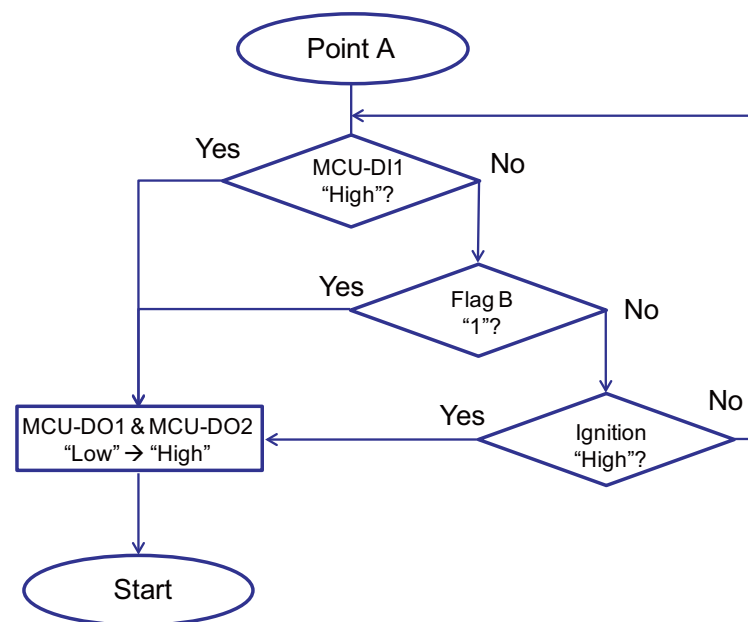 Point A
Yes
MCU-DI1
“High”?
No
Yes
Flag B
“1”?
No
MCU-DO1 & MCU-DO2
“Low” → “High”
Yes
Ignition
“High”?
No
Start